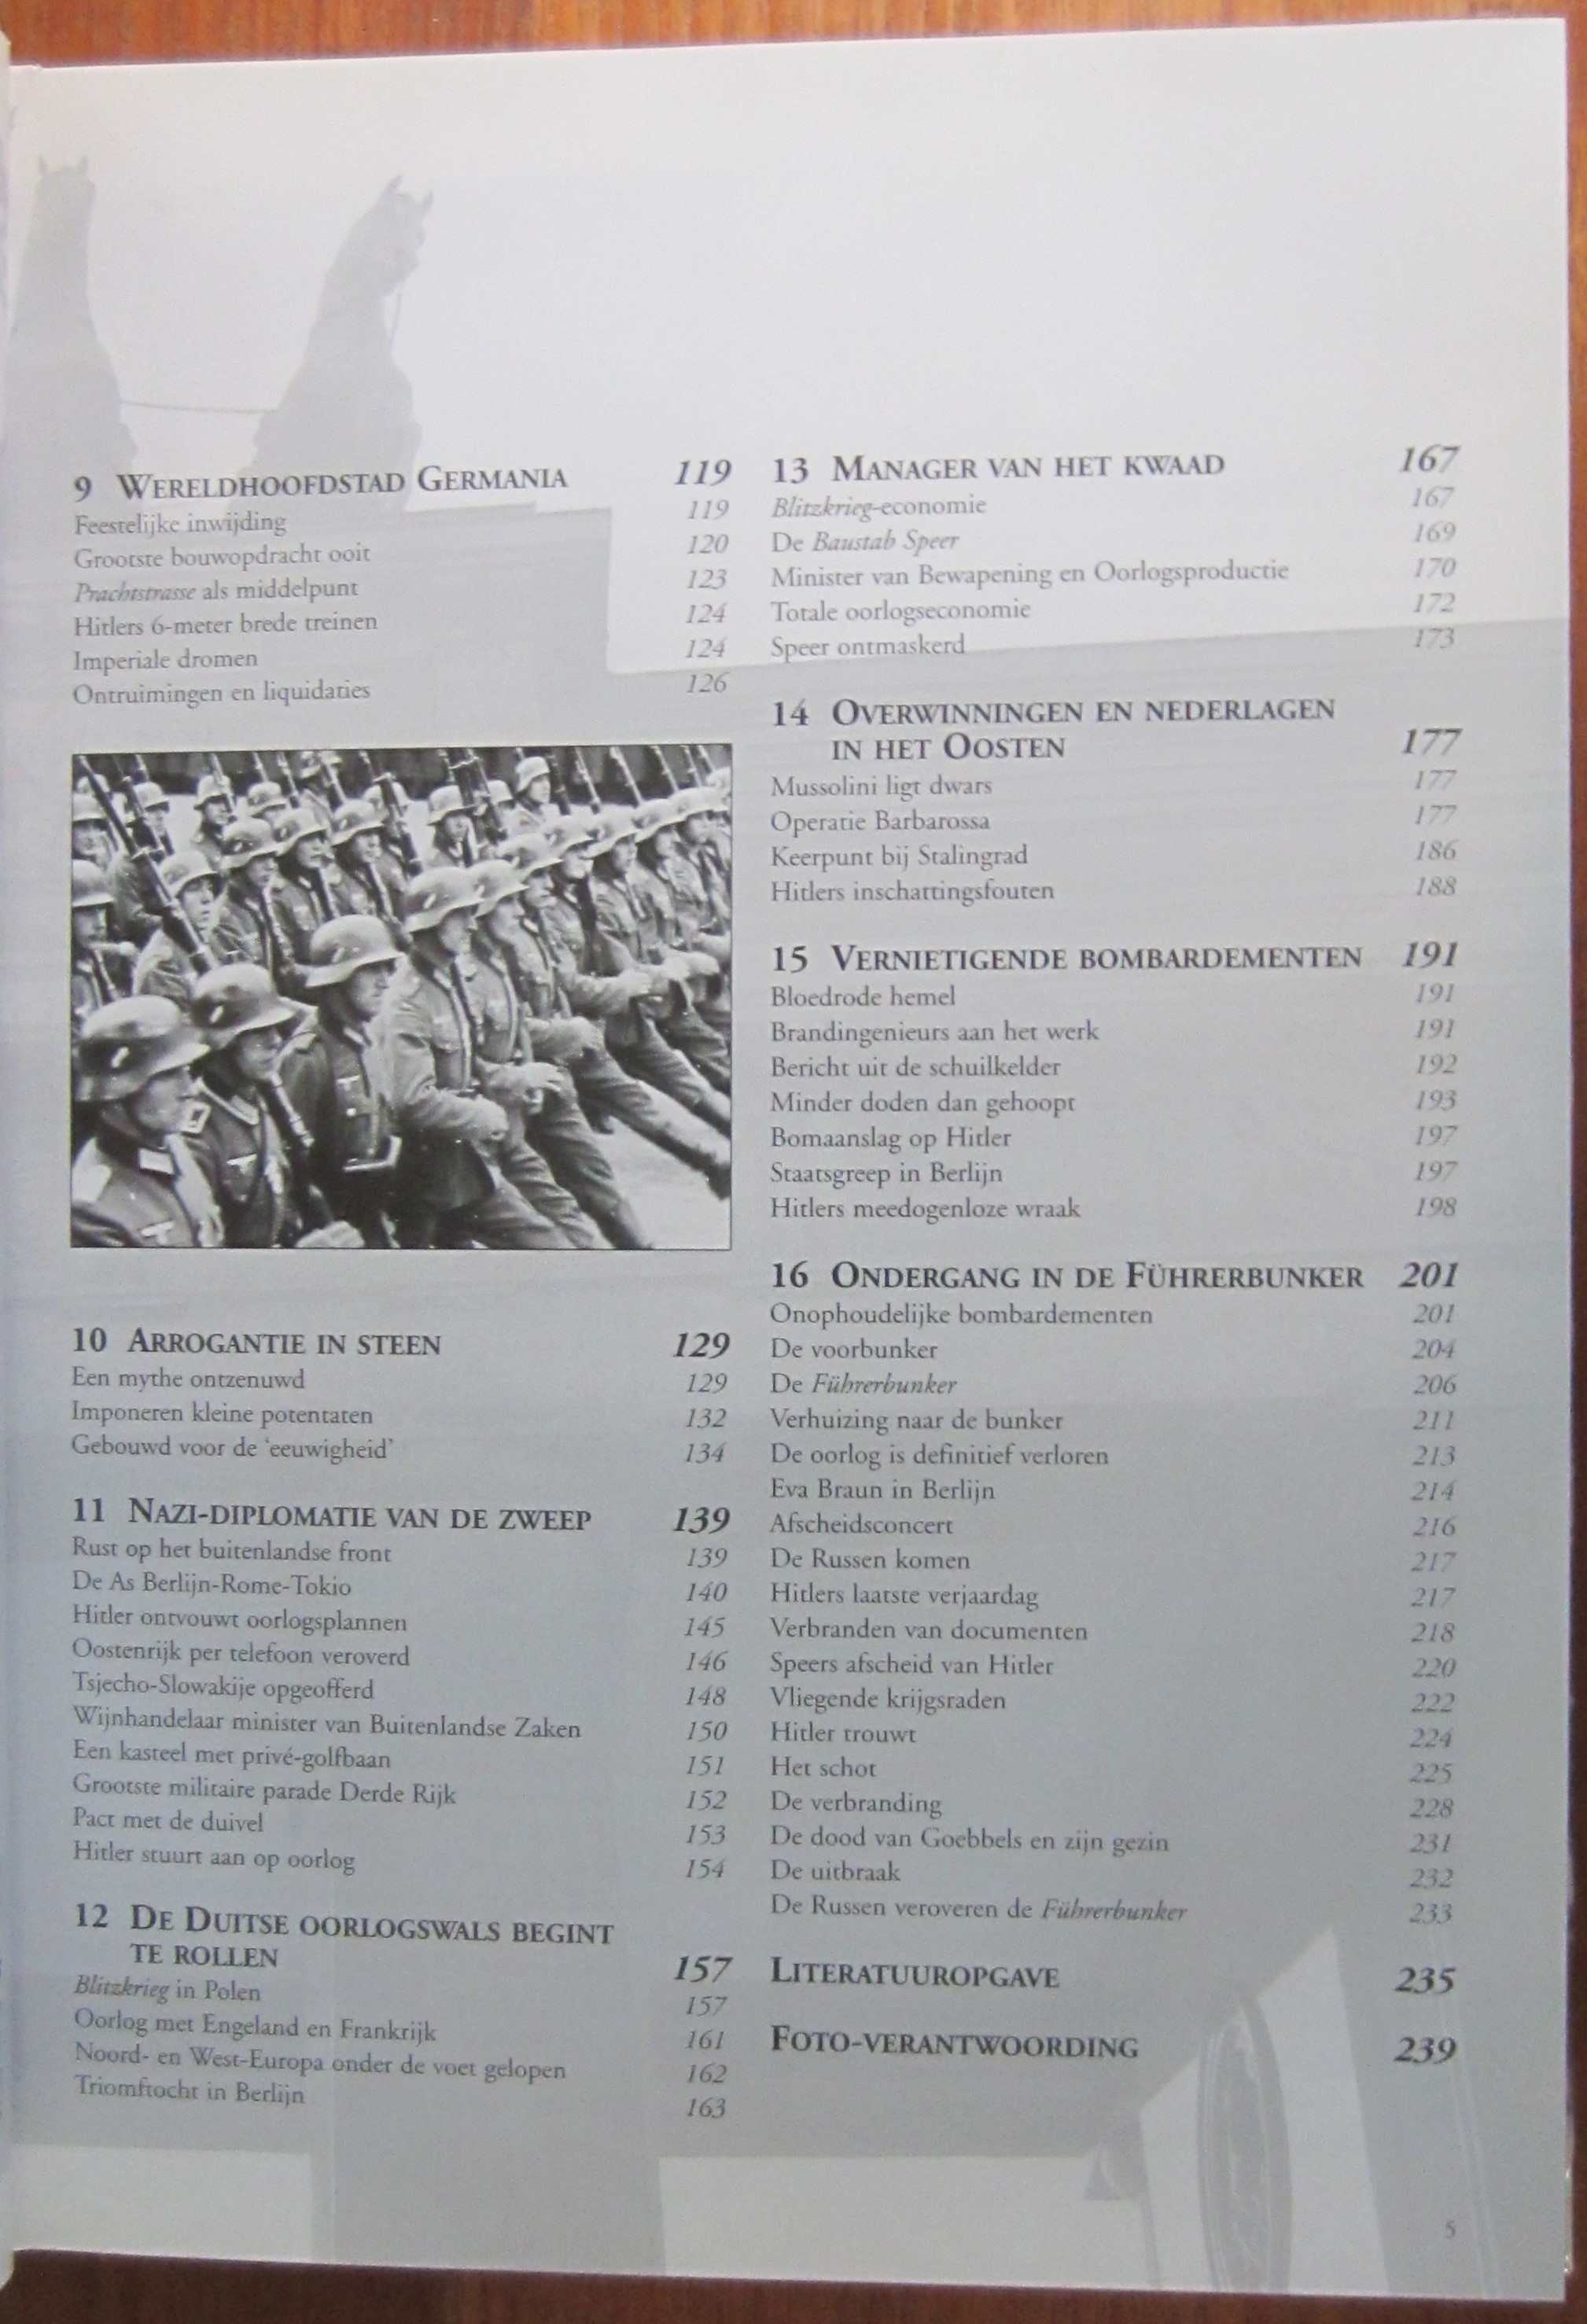 9 Wereldhoofdstad Germania 119
Feestelijke inwijding 119
Grootste bouwopdracht ooit 120
Prachtstrasse als middelpunt 123
Hitlers 6-meter brede treinen 124
Imperiale dromen 124
Ontruimingen en liquidaties 126
10 Arrogantie in steen 129
Een mythe ontzenuwd 129
Imponeren kleine potentaten 132
Gebouwd voor de ‘eeuwigheid’ 134
11 Nazi-diplomatie van de zweep 139
Rust op het buitenlandse front 139
De As Berlijn-Rome-Tokio 140
Hitler ontvouwt oorlogsplannen 145
Oostenrijk per telefoon veroverd 146
Tsjecho-Slowakije opgeofferd 148
Wijnhandelaar minister van Buitenlandse Zaken 150
Een kasteel met privé-golfbaan 151
Grootste militaire parade Derde Rijk 152
Pact met de duivel 153
Hitler stuurt aan op oorlog 154
12 De Duitse oorlogswals begint
te rollen 157
Blitzkrieg in Polen 157
Oorlog met Engeland en Frankrijk 161
Noord- en West-Europa onder de voet gelopen 162
Triomftocht in Berlijn 163
13 Manager van het kwaad 167
Blitzkrieg-economie 167
De Baustab Speer 169
Minister van Bewapening en Oorlogsproductie 170
Totale oorlogseconomie 172
Speer ontmaskerd 173
14 Overwinningen en nederlagen
in het Oosten 177
Mussolini ligt dwars 177
Operatie Barbarossa 177
Keerpunt bij Stalingrad 186
Hitlers inschattingsfouten 188
15 Vernietigende bombardementen 191
Bloedrode hemel 191
Brandingenieurs aan het werk 191
Bericht uit de schuilkelder 192
Minder doden dan gehoopt 193
Bomaanslag op Hitler 197
Staatsgreep in Berlijn 197
Hitlers meedogenloze wraak 198
16 Ondergang in de Führerbunker 201
Onophoudelijke bombardementen 201
De voorbunker 204
De Führerbunker 206
Verhuizing naar de bunker 211
De oorlog is definitief verloren 213
Eva Braun in Berlijn 214
Afscheidsconcert 216
De Russen komen 217
Hitlers laatste verjaardag 217
Verbranden van documenten 218
Speers afscheid van Hitler 220
Vliegende krijgsraden 222
Hitler trouwt 224
Het schot 225
De verbranding 228
De dood van Goebbels en zijn gezin 231
De uitbraak 232
De Russen veroveren de Führerbunker 233
Literatuuropgave 235
Foto-verantwoording 239
5